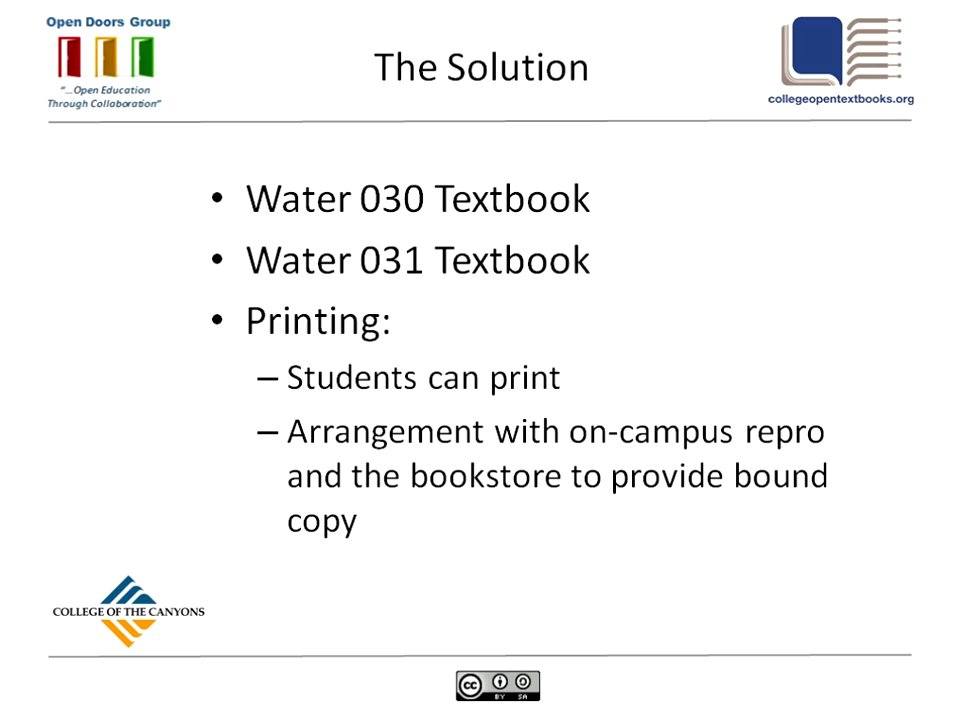 Open Doors Group
“...Open Education
Through Collaboration”
The Solution
collegeopentextbooks.org
• Water 030 Textbook
• Water 031 Textbook
• Printing:
– Students can print
– Arrangement with on-campus repro
and the bookstore to provide bound
copy
COLLEGE OF THE CANYONS
cc
BY SA